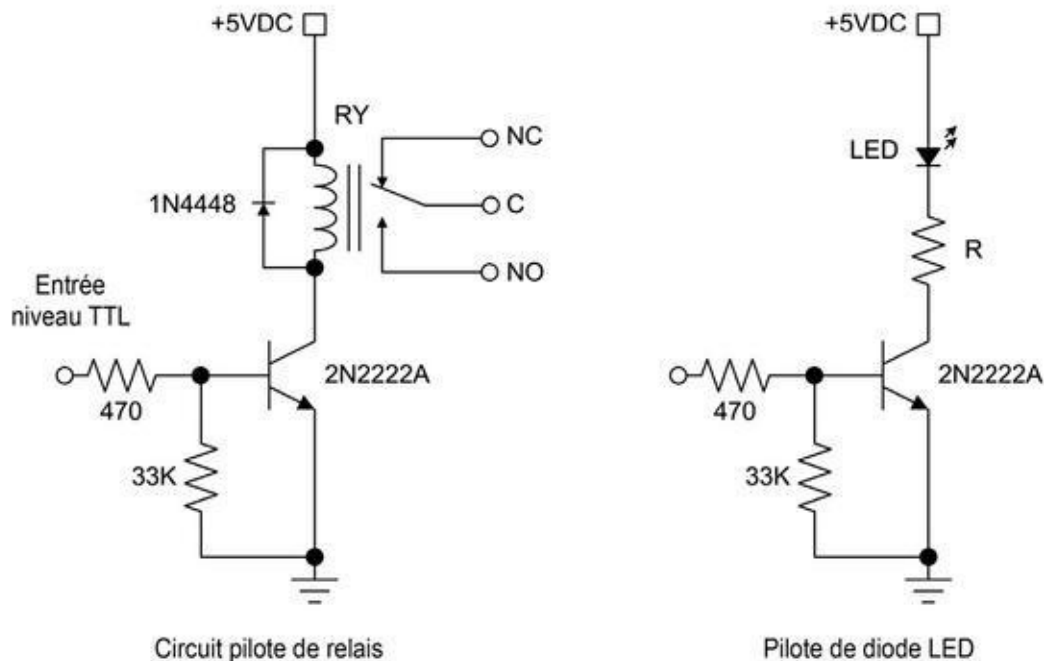 +5VDC
RY
NC
1N4448
C
NO
Entrée
niveau TTL
470
2N2222A
33K
Circuit pilote de relais
+5VDC
LED
R
470
2N2222A
33K
Pilote de diode LED